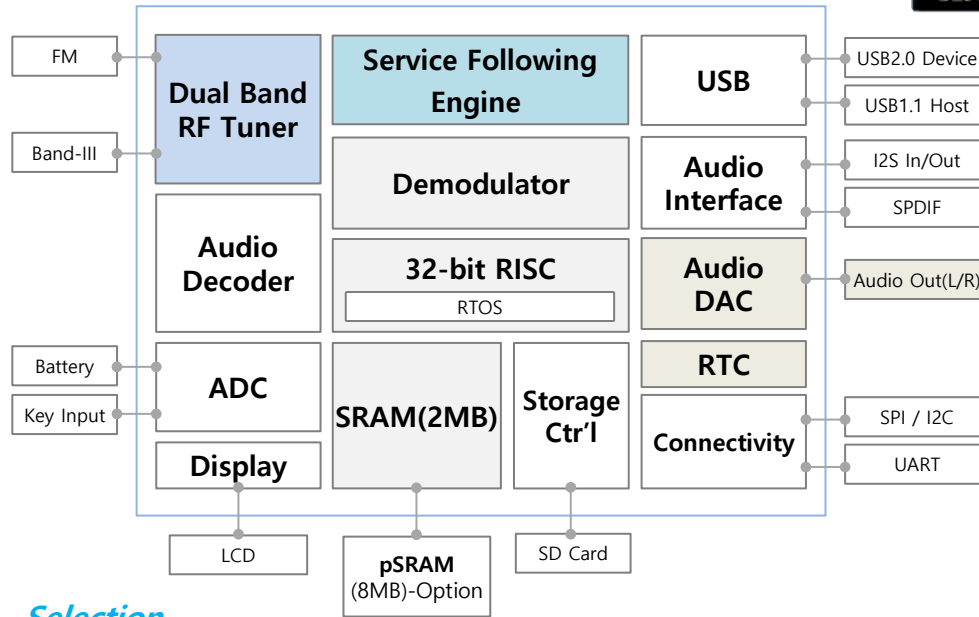 FM
Band-III
Battery
Key Input
Dual Band
RF Tuner
Audio
Decoder
ADC
Display
Service Following
Engine
Demodulator
32-bit RISC
RTOS
SRAM(2MB)
Storage
Ctr'l
USB
Audio
Interface
Audio
DAC
RTC
Connectivity
USB2.0 Device
USB1.1 Host
I2S In/Out
SPDIF
Audio Out(L/R)
SPI / I2C
UART
LCD
pSRAM
(8MB)-Option
SD Card
Selection